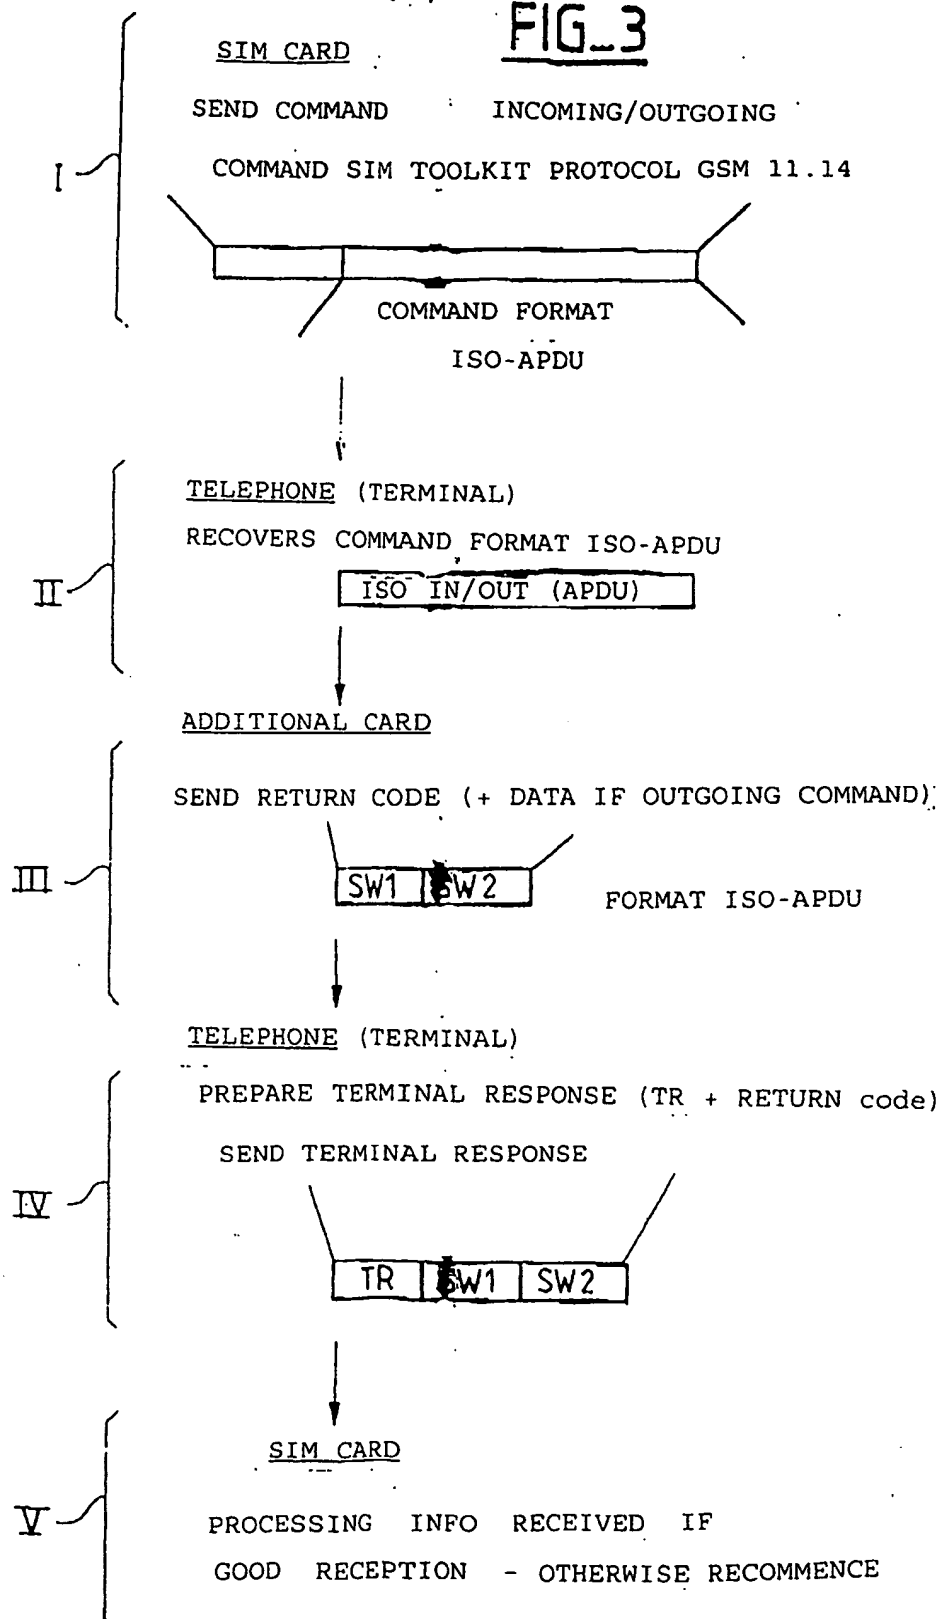 FIG_3
SIM CARD
SEND COMMAND INCOMING/OUTGOING
I
COMMAND SIM TOOLKIT PROTOCOL GSM 11.14
COMMAND FORMAT
ISO-APDU
TELEPHONE (TERMINAL)
RECOVERS COMMAND FORMAT ISO-APDU
II
ISO IN/OUT (APDU)
ADDITIONAL CARD
SEND RETURN CODE (+ DATA IF OUTGOING COMMAND)
III
SW1 SW2
FORMAT ISO-APDU
TELEPHONE (TERMINAL)
PREPARE TERMINAL RESPONSE (TR + RETURN code)
SEND TERMINAL RESPONSE
IV
TR SW1 SW2
SIM CARD
V
PROCESSING INFO RECEIVED IF
GOOD RECEPTION - OTHERWISE RECOMMENCE